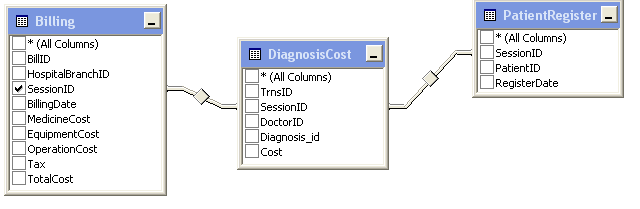 Billing
* (All Columns)
BillID
HospitalBranchID
SessionID
BillingDate
MedicineCost
EquipmentCost
OperationCost
Tax
TotalCost
DiagnosisCost
* (All Columns)
TrnsID
SessionID
DoctorID
Diagnosis_id
Cost
PatientRegister
* (All Columns)
SessionID
PatientID
RegisterDate